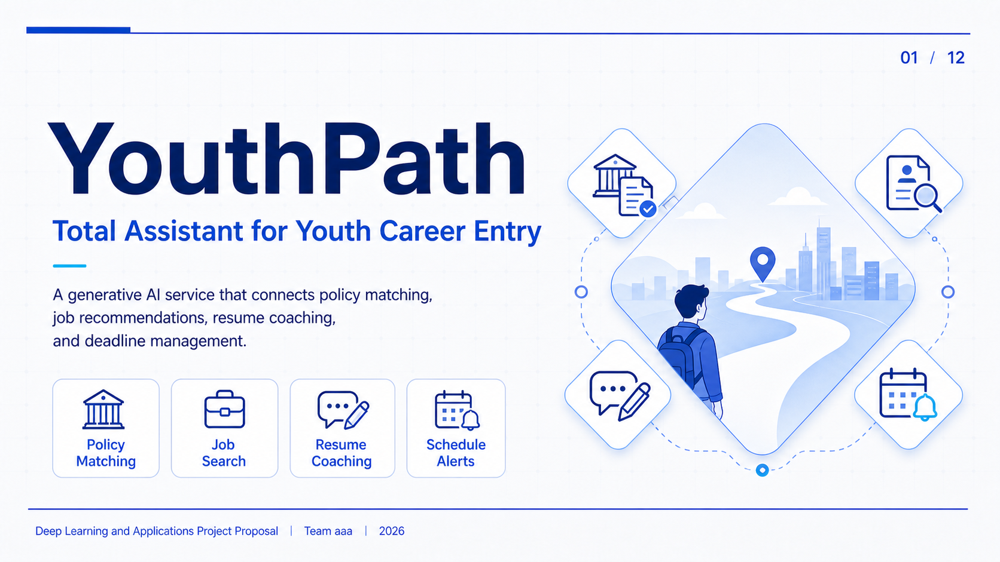 01 / 12
YouthPath
Total Assistant for Youth Career Entry
A generative AI service that connects policy matching,
job recommendations, resume coaching,
and deadline management.
Policy
Matching
Job
Search
Resume
Coaching
Schedule
Alerts
Deep Learning and Applications Project Proposal | Team aaa | 2026